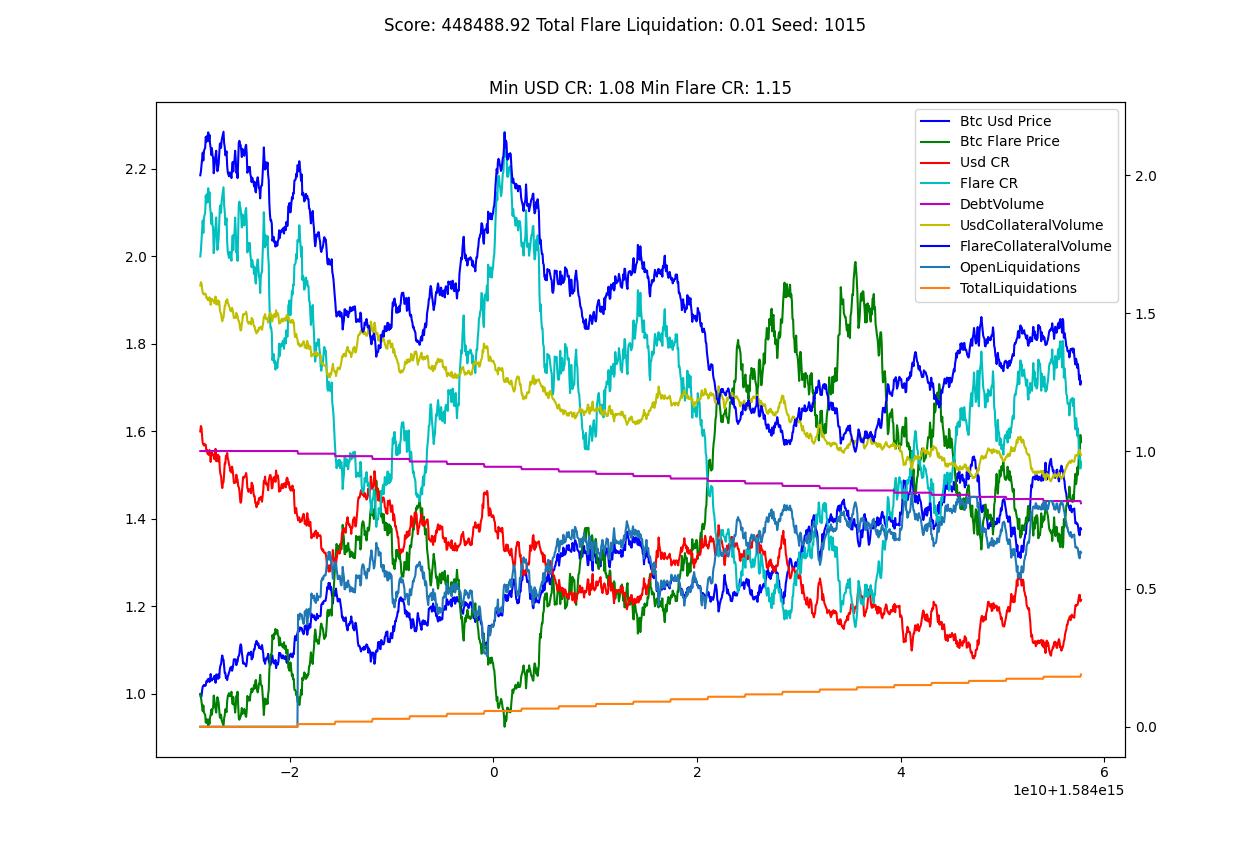 Score: 448488.92 Total Flare Liquidation: 0.01 Seed: 1015
Min USD CR: 1.08 Min Flare CR: 1.15
Btc Usd Price
Btc Flare Price
Usd CR
Flare CR
DebtVolume
UsdCollateralVolume
FlareCollateralVolume
OpenLiquidations
TotalLiquidations
2.2
2.0
1.8
1.6
1.4
1.2
1.0
2.0
1.5
1.0
0.5
0.0
−2
0
2
4
6
1e10+1.584e15